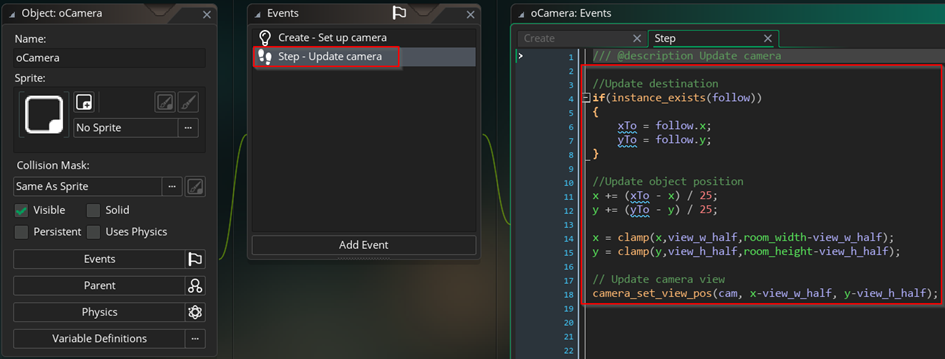 Object: oCamera
Name:
oCamera
Sprite:
No Sprite
Collision Mask:
Same As Sprite
Visible
Solid
Persistent
Uses Physics
Events
Parent
Physics
Variable Definitions
Events
Create - Set up camera
Step - Update camera
Add Event
oCamera: Events
Create
Step
1 /// @description Update camera
2
3 //Update destination
4 if(instance_exists(follow))
5 {
6 xTo = follow.x;
7 yTo = follow.y;
8 }
9
10 //Update object position
11 x += (xTo - x) / 25;
12 y += (yTo - y) / 25;
13
14 x = clamp(x,view_w_half,room_width-view_w_half);
15 y = clamp(y,view_h_half,room_height-view_h_half);
16
17 // Update camera view
18 camera_set_view_pos(cam, x-view_w_half, y-view_h_half);
19
20
21
22